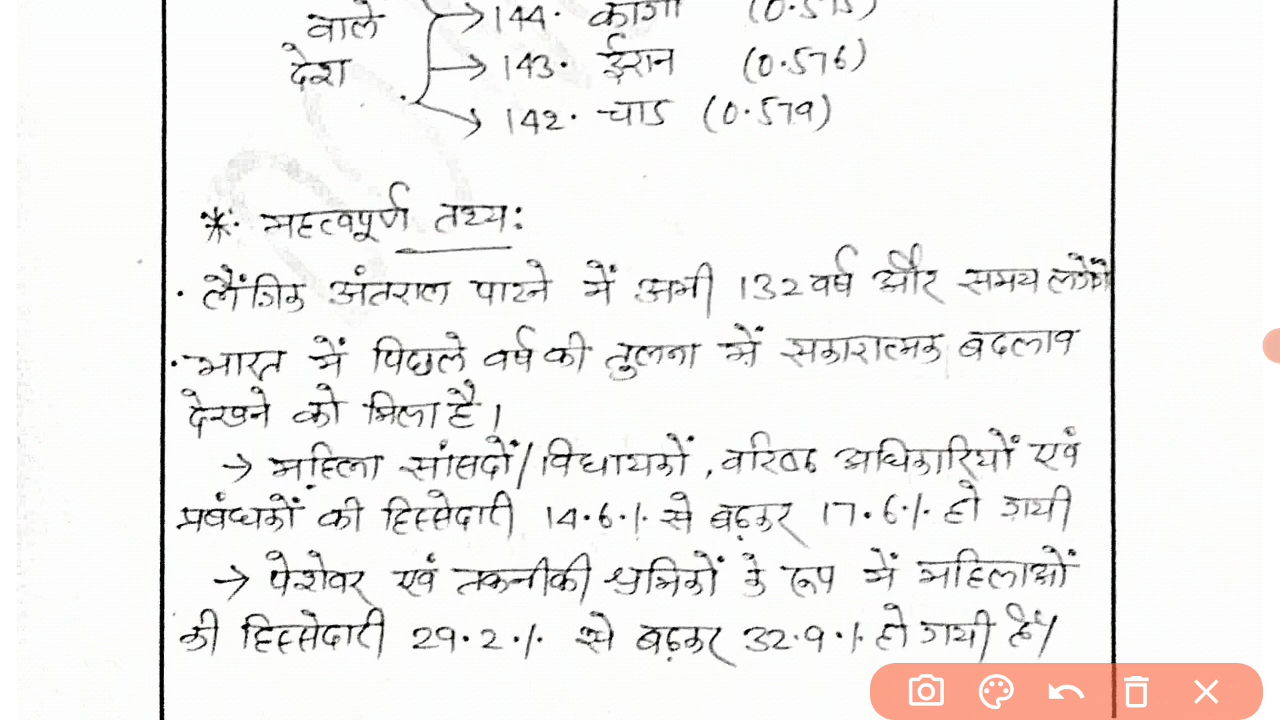 वाले → 144. कांगो (0.575)
देश → 143. ईरान (0.576)
→ 142. चाड (0.579)
* महत्वपूर्ण तथ्य:
· लैंगिक अंतराल पाटने में अभी 132 वर्ष और समय लगेंगे
· भारत में पिछले वर्ष की तुलना में सकारात्मक बदलाव
देखने को मिला है।
→ महिला सांसदों/विधायकों, वरिष्ठ अधिकारियों एवं
प्रबंधकों की हिस्सेदारी 14.6% से बढ़कर 17.6% हो गयी
→ पेशेवर एवं तकनीकी श्रमिकों के रूप में महिलाओं
की हिस्सेदारी 29.2% से बढ़कर 32.9% हो गयी है।